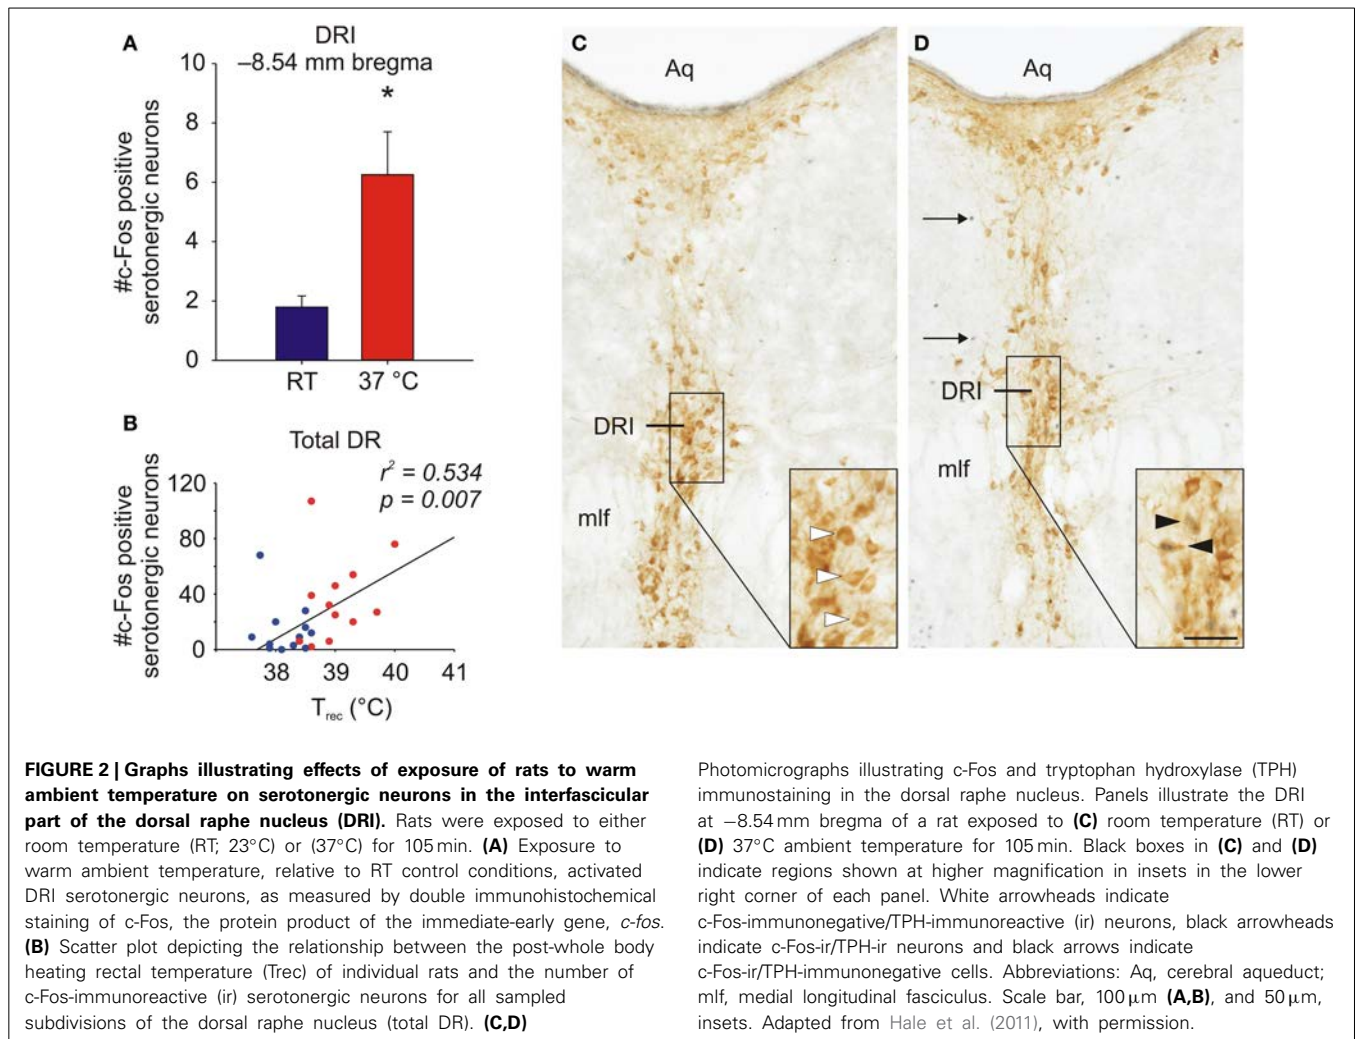 A
DRI
–8.54 mm bregma
#c-Fos positive
serotonergic neurons
10
8
6
4
2
0
*
RT
37 °C
B
Total DR
r² = 0.534
p = 0.007
#c-Fos positive
serotonergic neurons
120
80
40
0
38
39
40
41
Trec (°C)
C
Aq
DRI
mlf
D
Aq
DRI
mlf
FIGURE 2 | Graphs illustrating effects of exposure of rats to warm
ambient temperature on serotonergic neurons in the interfascicular
part of the dorsal raphe nucleus (DRI). Rats were exposed to either
room temperature (RT; 23°C) or (37°C) for 105 min. (A) Exposure to
warm ambient temperature, relative to RT control conditions, activated
DRI serotonergic neurons, as measured by double immunohistochemical
staining of c-Fos, the protein product of the immediate-early gene, c-fos.
(B) Scatter plot depicting the relationship between the post-whole body
heating rectal temperature (Trec) of individual rats and the number of
c-Fos-immunoreactive (ir) serotonergic neurons for all sampled
subdivisions of the dorsal raphe nucleus (total DR). (C,D)
Photomicrographs illustrating c-Fos and tryptophan hydroxylase (TPH)
immunostaining in the dorsal raphe nucleus. Panels illustrate the DRI
at –8.54 mm bregma of a rat exposed to (C) room temperature (RT) or
(D) 37°C ambient temperature for 105 min. Black boxes in (C) and (D)
indicate regions shown at higher magnification in insets in the lower
right corner of each panel. White arrowheads indicate
c-Fos-immunonegative/TPH-immunoreactive (ir) neurons, black arrowheads
indicate c-Fos-ir/TPH-ir neurons and black arrows indicate
c-Fos-ir/TPH-immunonegative cells. Abbreviations: Aq, cerebral aqueduct;
mlf, medial longitudinal fasciculus. Scale bar, 100 μm (A,B), and 50 μm,
insets. Adapted from Hale et al. (2011), with permission.